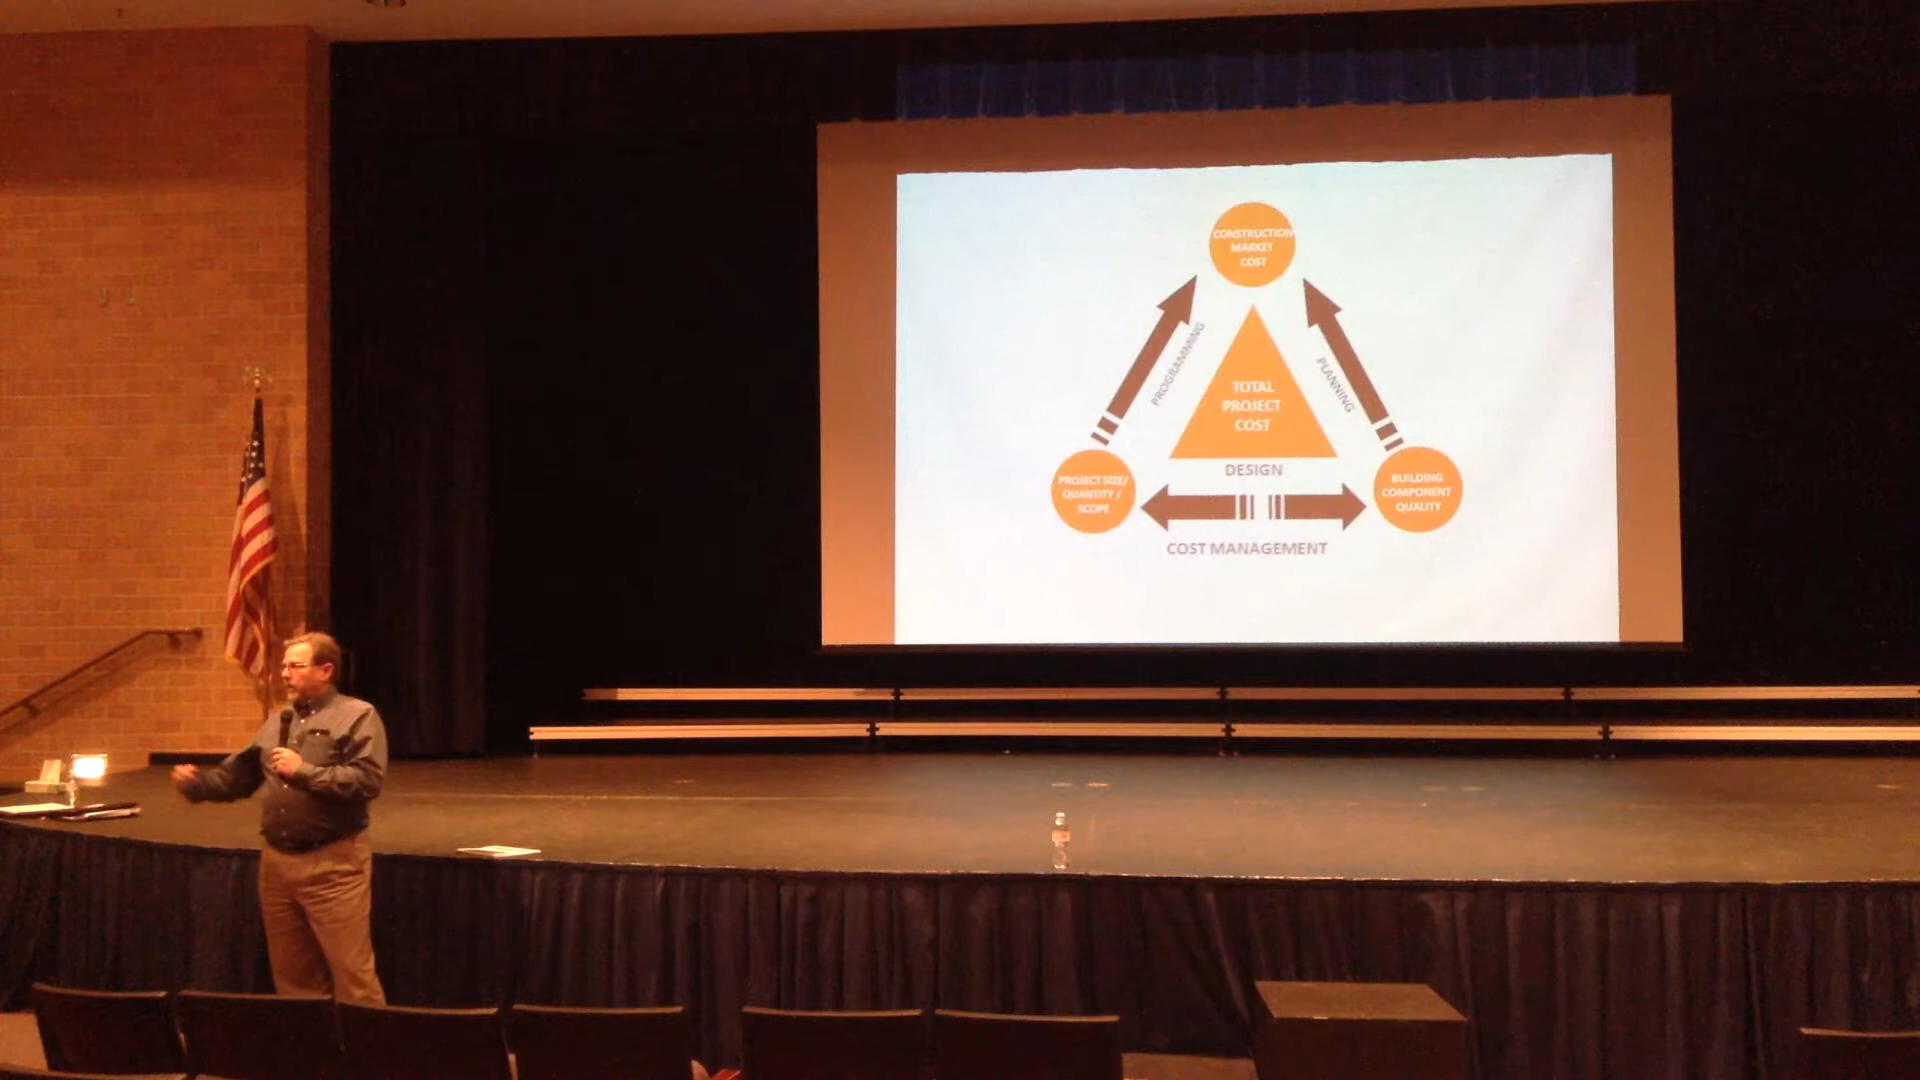 CONSTRUCTION
MARKET
COST
PROGRAMMING
PLANNING
TOTAL
PROJECT
COST
DESIGN
PROJECT SIZE/
QUANTITY /
SCOPE
BUILDING
COMPONENT
QUALITY
COST MANAGEMENT